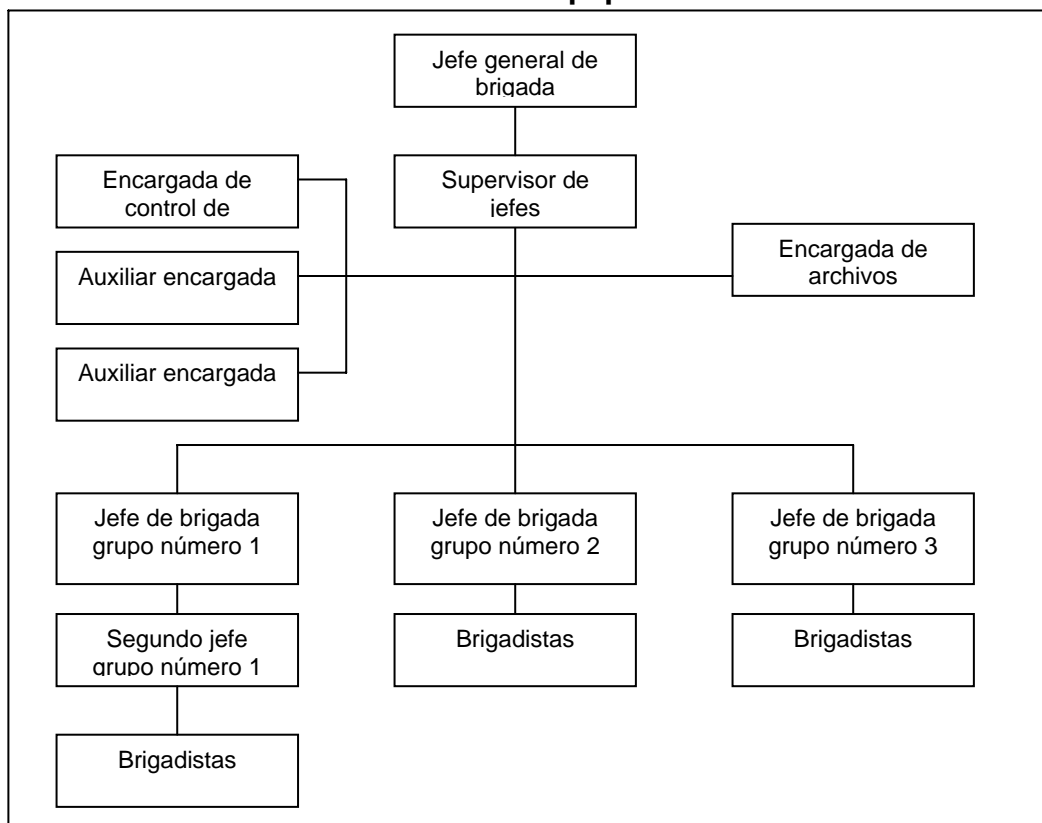 Jefe general de
brigada
Encargada de
control de
Supervisor de
jefes
Auxiliar encargada
Encargada de
archivos
Auxiliar encargada
Jefe de brigada
grupo número 1
Jefe de brigada
grupo número 2
Jefe de brigada
grupo número 3
Segundo jefe
grupo número 1
Brigadistas
Brigadistas
Brigadistas